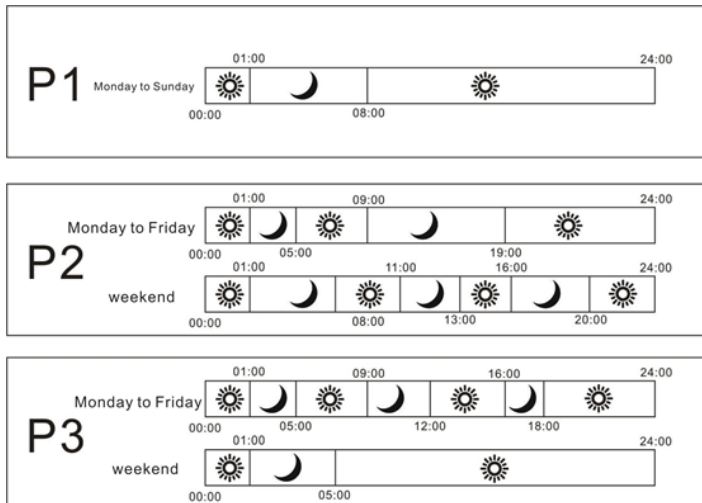 01:00 24:00
P1 Monday to Sunday
00:00 08:00
01:00 09:00 24:00
Monday to Friday
00:00 05:00 19:00
P2
01:00 11:00 16:00 24:00
weekend
00:00 08:00 13:00 20:00
01:00 09:00 16:00 24:00
Monday to Friday
00:00 05:00 12:00 18:00
P3
01:00 24:00
weekend
00:00 05:00